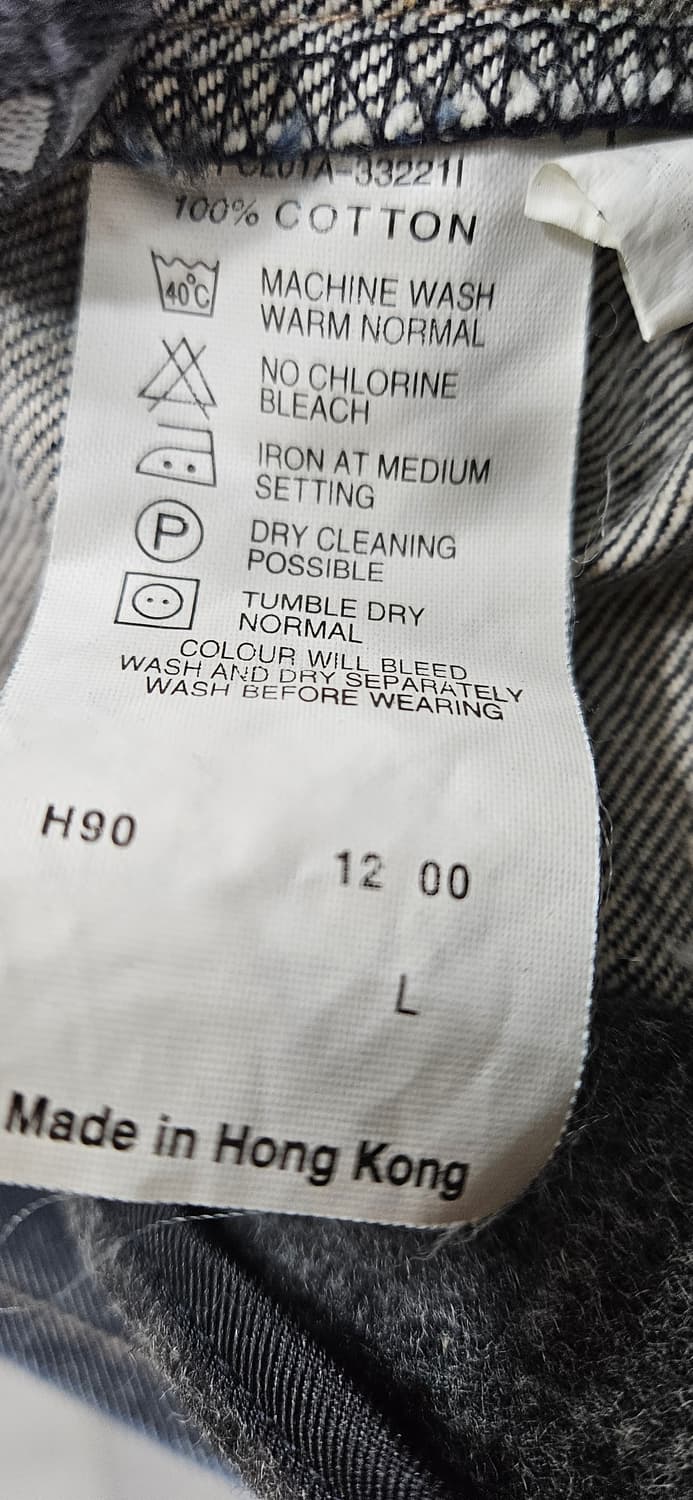 100% COTTON
40°C
MACHINE WASH
WARM NORMAL
NO CHLORINE
BLEACH
IRON AT MEDIUM
SETTING
P
DRY CLEANING
POSSIBLE
TUMBLE DRY
NORMAL
COLOUR WILL BLEED
WASH AND DRY SEPARATELY
WASH BEFORE WEARING
H90
12 00
L
Made in Hong Kong